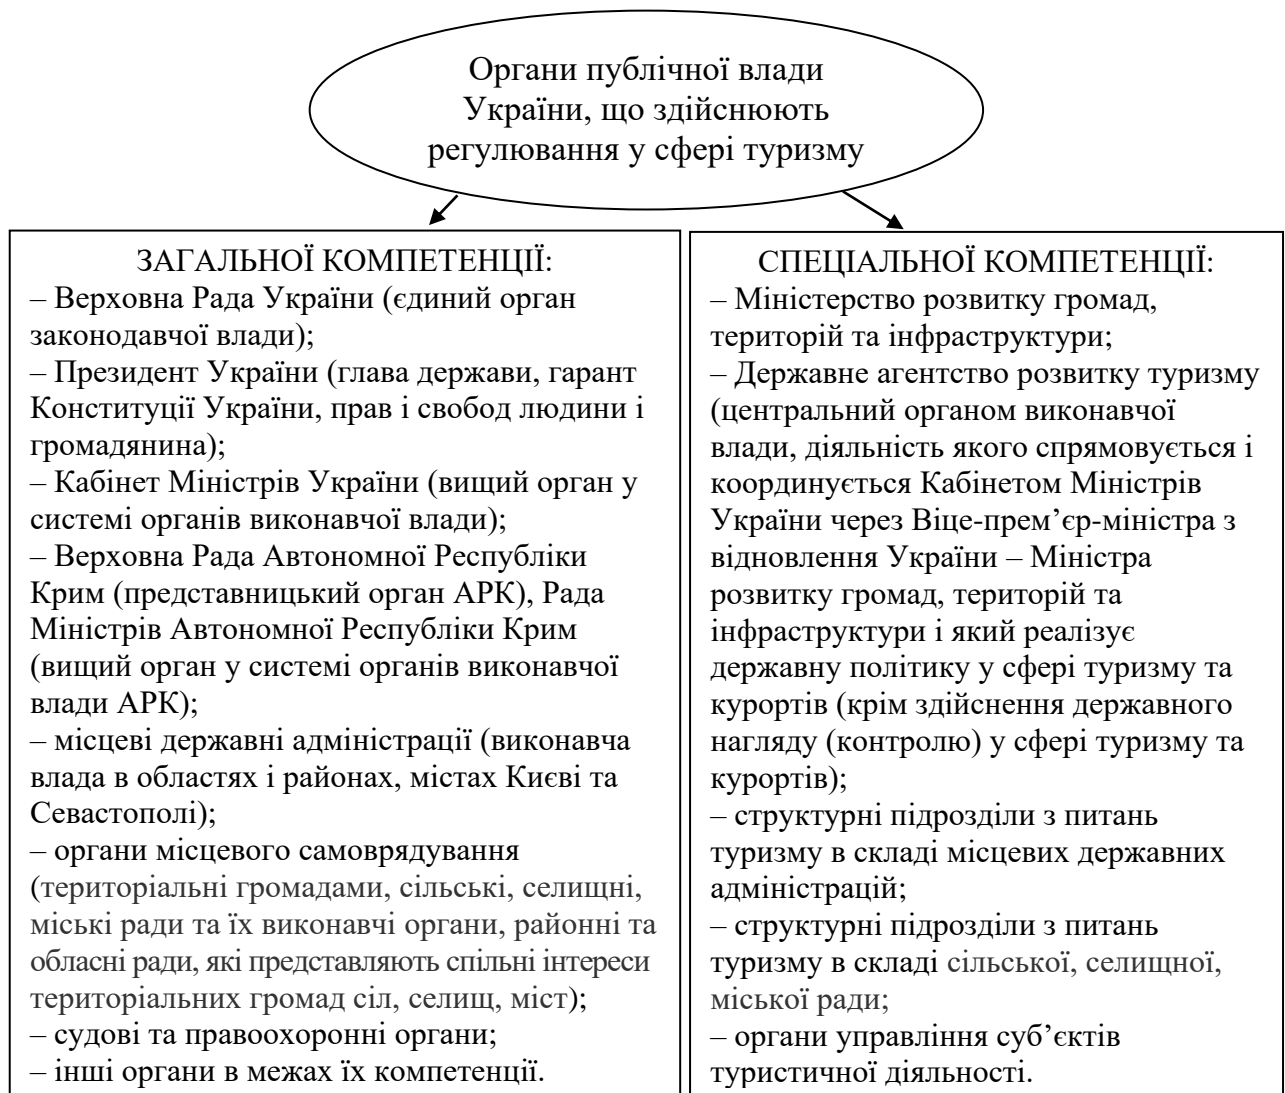 Органи публічної влади
України, що здійснюють
регулювання у сфері туризму
ЗАГАЛЬНОЇ КОМПЕТЕНЦІЇ:
– Верховна Рада України (єдиний орган
законодавчої влади);
– Президент України (глава держави, гарант
Конституції України, прав і свобод людини і
громадянина);
– Кабінет Міністрів України (вищий орган у
системі органів виконавчої влади);
– Верховна Рада Автономної Республіки
Крим (представницький орган АРК), Рада
Міністрів Автономної Республіки Крим
(вищий орган у системі органів виконавчої
влади АРК);
– місцеві державні адміністрації (виконавча
влада в областях і районах, містах Києві та
Севастополі);
– органи місцевого самоврядування
(територіальні громадами, сільські, селищні,
міські ради та їх виконавчі органи, районні та
обласні ради, які представляють спільні інтереси
територіальних громад сіл, селищ, міст);
– судові та правоохоронні органи;
– інші органи в межах їх компетенції.
СПЕЦІАЛЬНОЇ КОМПЕТЕНЦІЇ:
– Міністерство розвитку громад,
територій та інфраструктури;
– Державне агентство розвитку туризму
(центральний органом виконавчої
влади, діяльність якого спрямовується і
координується Кабінетом Міністрів
України через Віце-прем’єр-міністра з
відновлення України – Міністра
розвитку громад, територій та
інфраструктури і який реалізує
державну політику у сфері туризму та
курортів (крім здійснення державного
нагляду (контролю) у сфері туризму та
курортів);
– структурні підрозділи з питань
туризму в складі місцевих державних
адміністрацій;
– структурні підрозділи з питань
туризму в складі сільської, селищної,
міської ради;
– органи управління суб’єктів
туристичної діяльності.